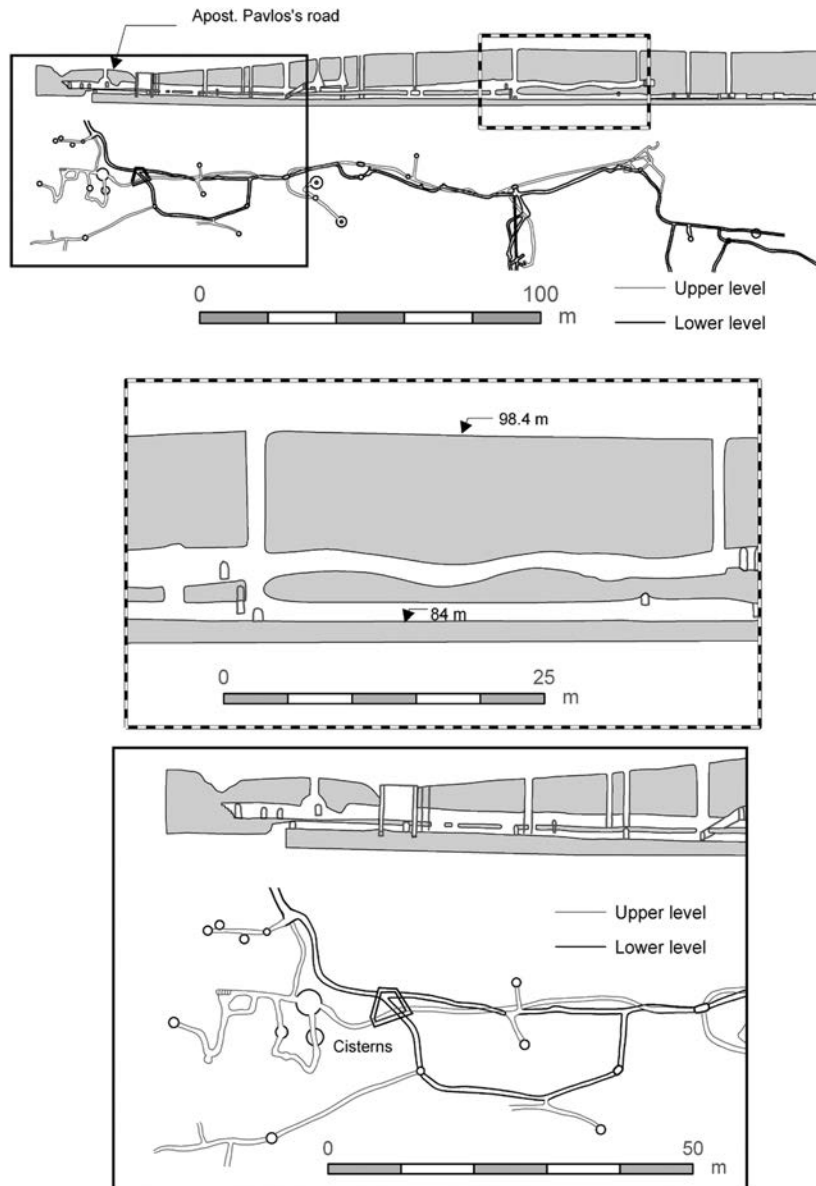 Apost. Pavlos's road
0 100
m
Upper level
Lower level
98.4 m
84 m
0 25
m
Upper level
Lower level
Cisterns
0 50
m